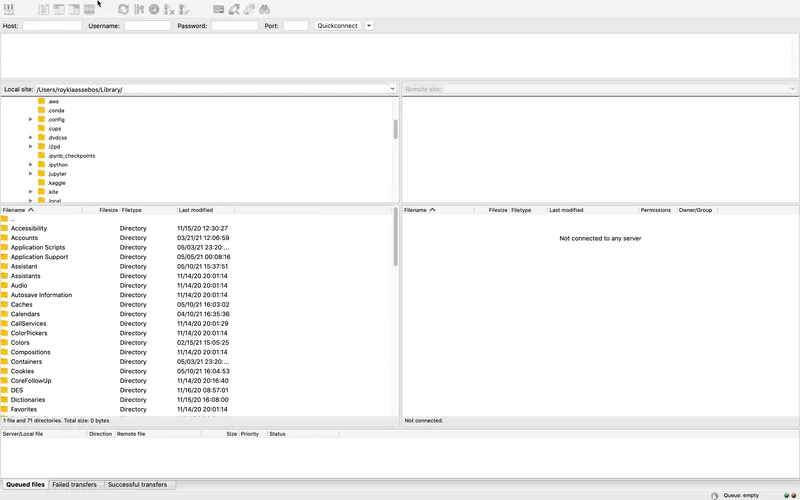 Host: Username: Password: Port: Quickconnect
Local site: /Users/royklaassebos/Library/
Remote site:
.aws
.conda
.config
.cups
.dvdcss
.i2pd
.ipynb_checkpoints
.ipython
.jupyter
.kaggle
.kite
.local
Filename Filesize Filetype Last modified
..
Accessibility Directory 11/15/20 12:30:27
Accounts Directory 03/21/21 12:06:59
Application Scripts Directory 05/03/21 23:20:...
Application Support Directory 05/05/21 00:08:16
Assistant Directory 05/10/21 15:37:51
Assistants Directory 11/14/20 20:01:14
Audio Directory 11/14/20 20:01:14
Autosave Information Directory 11/14/20 20:01:14
Caches Directory 05/10/21 16:03:02
Calendars Directory 04/10/21 16:35:36
CallServices Directory 11/14/20 20:01:29
ColorPickers Directory 11/14/20 20:01:14
Colors Directory 02/15/21 15:05:25
Compositions Directory 11/14/20 20:01:14
Containers Directory 05/03/21 23:20:...
Cookies Directory 05/10/21 16:04:53
CoreFollowUp Directory 11/14/20 20:16:40
DES Directory 11/16/20 08:57:01
Dictionaries Directory 11/15/20 16:08:00
Favorites Directory 11/14/20 20:01:14
1 file and 71 directories. Total size: 0 bytes
Filename Filesize Filetype Last modified Permissions Owner/Group
Not connected to any server
Not connected.
Server/Local file Direction Remote file Size Priority Status
Queued files Failed transfers Successful transfers
Queue: empty